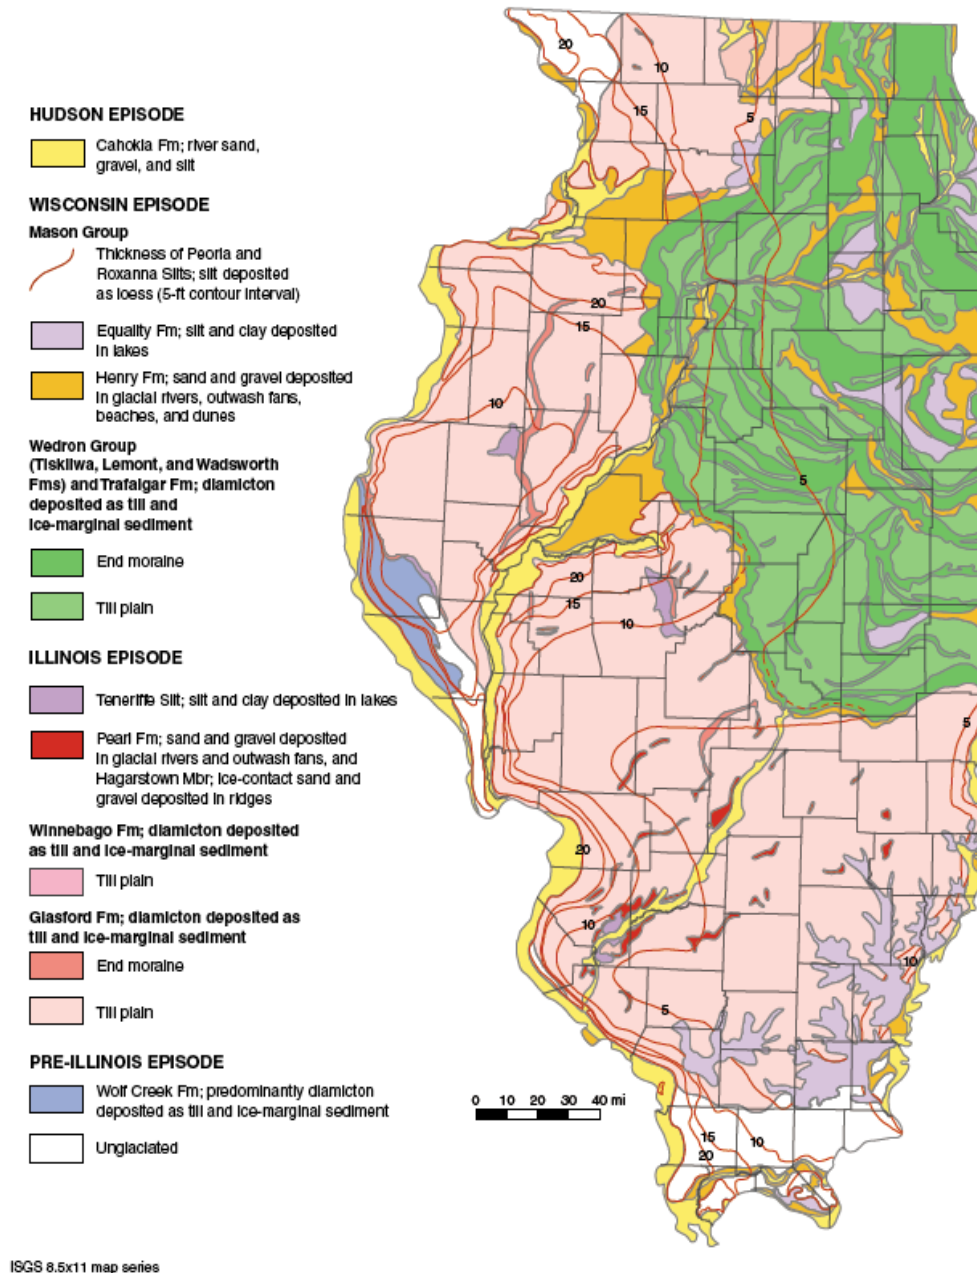 HUDSON EPISODE
Cahokia Fm; river sand,
gravel, and silt
WISCONSIN EPISODE
Mason Group
Thickness of Peoria and
Roxanna Silts; silt deposited
as loess (5-ft contour interval)
Equality Fm; silt and clay deposited
in lakes
Henry Fm; sand and gravel deposited
in glacial rivers, outwash fans,
beaches, and dunes
Wedron Group
(Tiskilwa, Lemont, and Wadsworth
Fms) and Trafalgar Fm; diamicton
deposited as till and
ice-marginal sediment
End moraine
Till plain
ILLINOIS EPISODE
Teneriffe Silt; silt and clay deposited in lakes
Pearl Fm; sand and gravel deposited
in glacial rivers and outwash fans, and
Hagarstown Mbr; ice-contact sand and
gravel deposited in ridges
Winnebago Fm; diamicton deposited
as till and ice-marginal sediment
Till plain
Glasford Fm; diamicton deposited as
till and ice-marginal sediment
End moraine
Till plain
PRE-ILLINOIS EPISODE
Wolf Creek Fm; predominantly diamicton
deposited as till and ice-marginal sediment
Unglaciated
ISGS 8.5x11 map series
20
10
15
5
20
15
10
5
20
15
10
5
20
10
10
5
0 10 20 30 40 mi
15
10
20